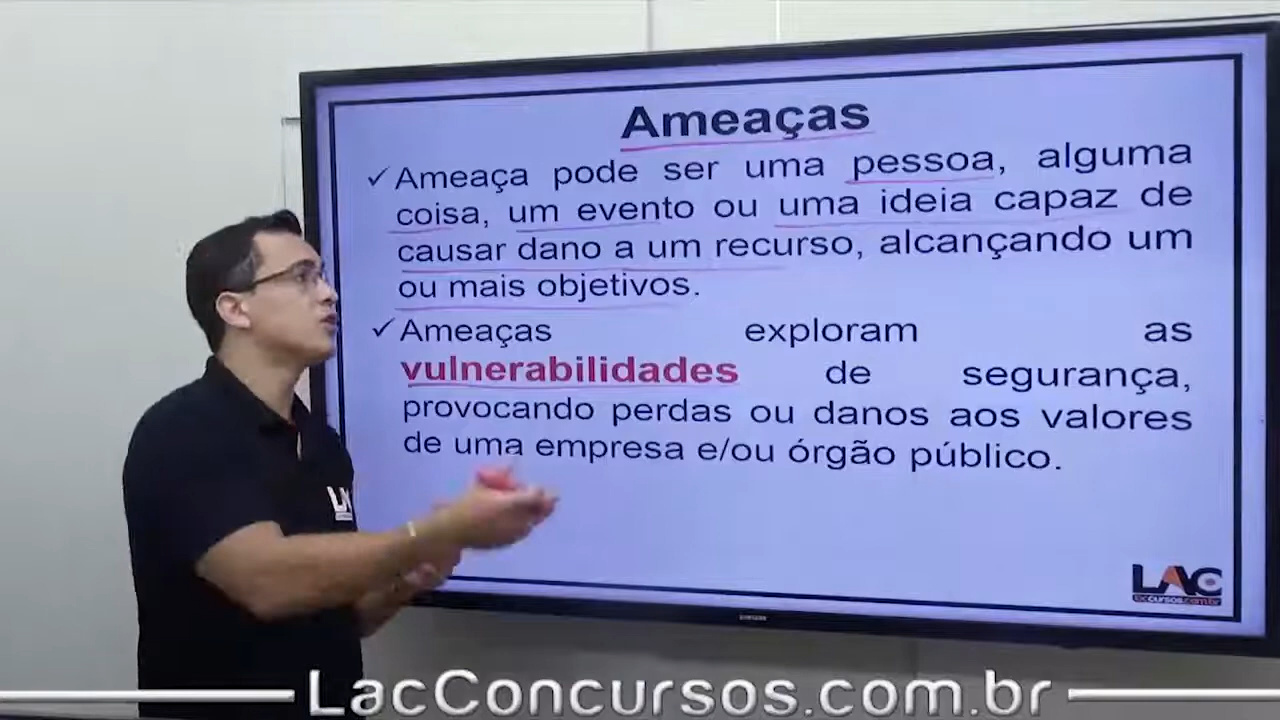 Ameaças
✓ Ameaça pode ser uma pessoa, alguma
coisa, um evento ou uma ideia capaz de
causar dano a um recurso, alcançando um
ou mais objetivos.
✓ Ameaças exploram as
vulnerabilidades de segurança,
provocando perdas ou danos aos valores
de uma empresa e/ou órgão público.
LAC
LacConcursos.com.br